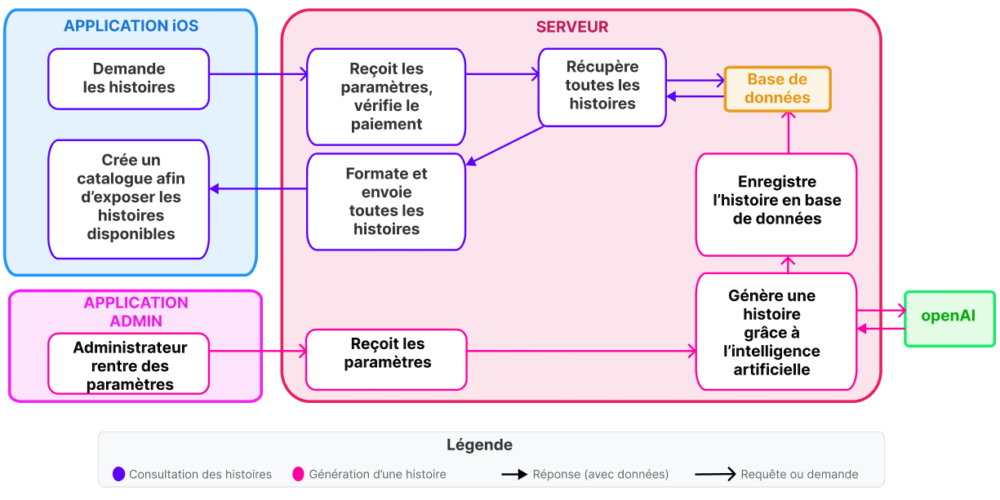 APPLICATION iOS
Demande
les histoires
Crée un
catalogue afin
d’exposer les
histoires
disponibles
SERVEUR
Reçoit les
paramètres,
vérifie le
paiement
Récupère
toutes les
histoires
Base de
données
Formate et
envoie
toutes les
histoires
Enregistre
l’histoire en base
de données
APPLICATION
ADMIN
Administrateur
rentre des
paramètres
Reçoit les
paramètres
Génère une
histoire
grâce à
l’intelligence
artificielle
openAI
Légende
Consultation des histoires
Génération d’une histoire
Réponse (avec données)
Requête ou demande